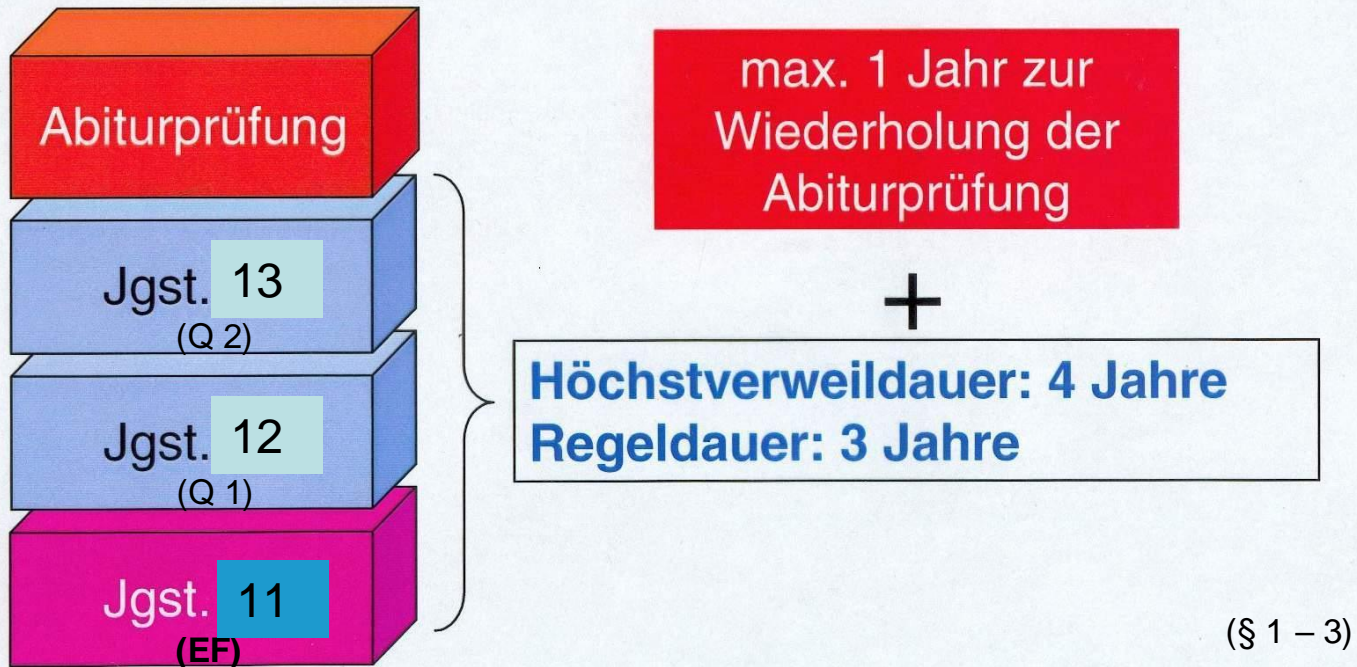 Abiturprüfung
Jgst. 13
(Q 2)
Jgst. 12
(Q 1)
Jgst. 11
(EF)
max. 1 Jahr zur
Wiederholung der
Abiturprüfung
+
Höchstverweildauer: 4 Jahre
Regeldauer: 3 Jahre
(§ 1 – 3)